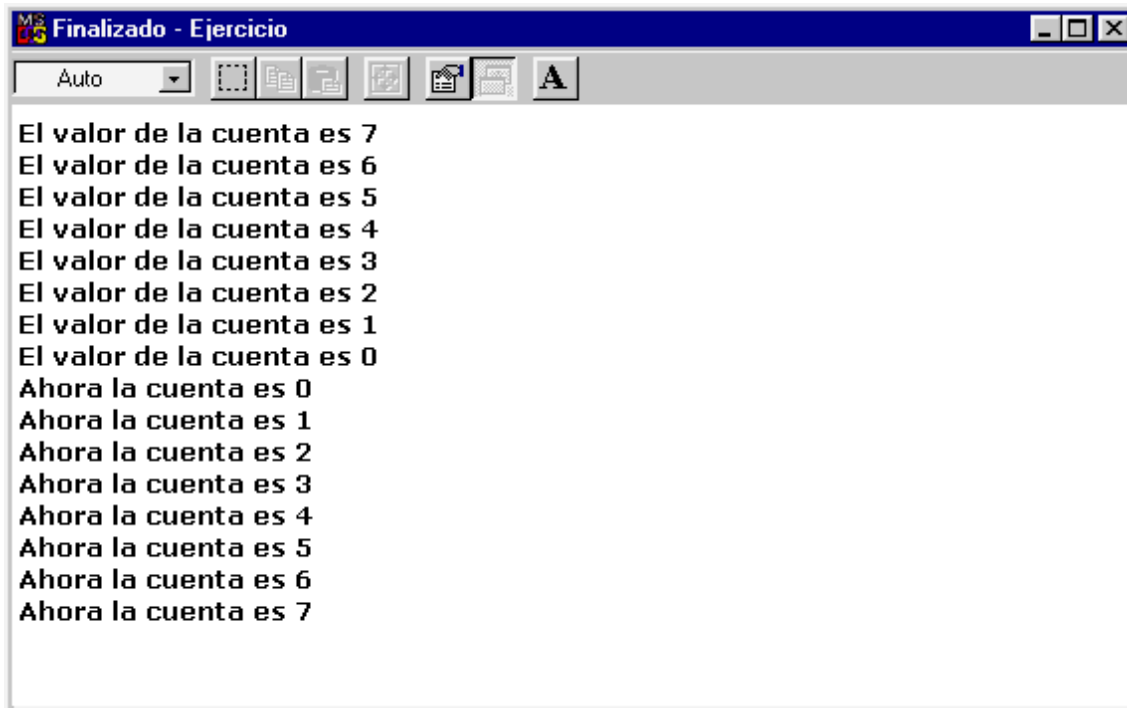 Finalizado - Ejercicio
Auto
A
El valor de la cuenta es 7
El valor de la cuenta es 6
El valor de la cuenta es 5
El valor de la cuenta es 4
El valor de la cuenta es 3
El valor de la cuenta es 2
El valor de la cuenta es 1
El valor de la cuenta es 0
Ahora la cuenta es 0
Ahora la cuenta es 1
Ahora la cuenta es 2
Ahora la cuenta es 3
Ahora la cuenta es 4
Ahora la cuenta es 5
Ahora la cuenta es 6
Ahora la cuenta es 7